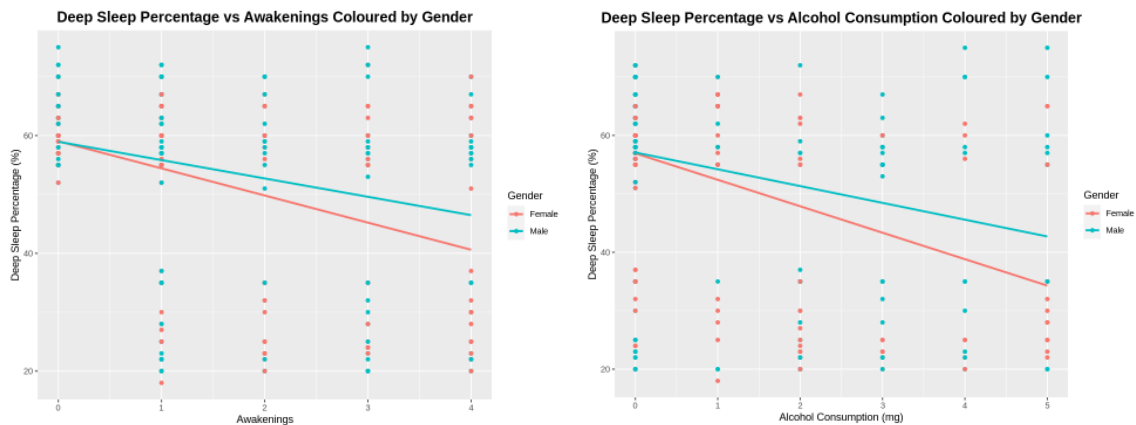 Deep Sleep Percentage vs Awakenings Coloured by Gender
Deep Sleep Percentage (%)
60
40
20
0
1
2
3
4
Awakenings
Gender
Female
Male
Deep Sleep Percentage vs Alcohol Consumption Coloured by Gender
Deep Sleep Percentage (%)
60
40
20
0
1
2
3
4
5
Alcohol Consumption (mg)
Gender
Female
Male